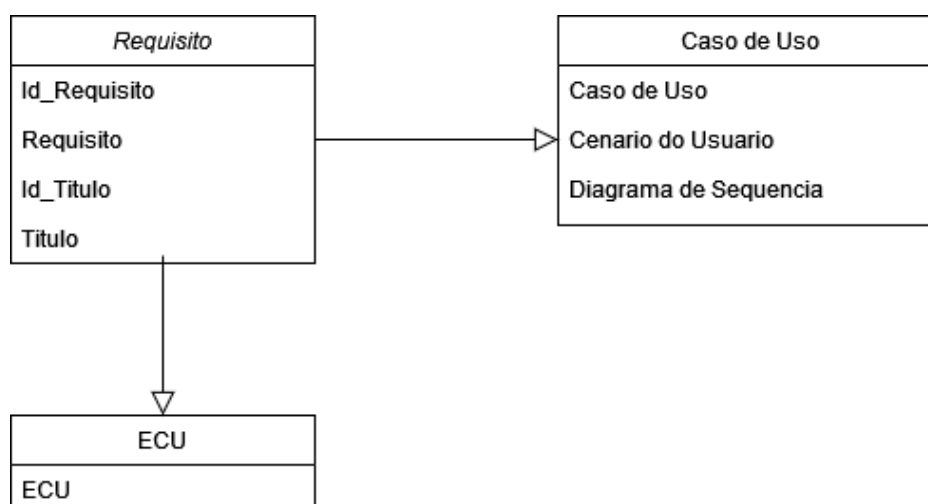 Requisito
Id_Requisito
Requisito
Id_Titulo
Titulo
Caso de Uso
Caso de Uso
Cenario do Usuario
Diagrama de Sequencia
ECU
ECU